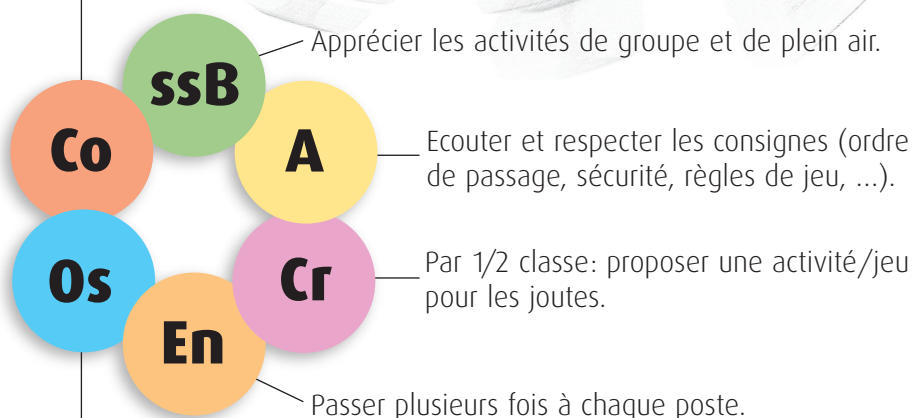 Apprécier les activités de groupe et de plein air.
ssB
Co
A
Ecouter et respecter les consignes (ordre
de passage, sécurité, règles de jeu, ...).
Os
Cr
Par 1/2 classe: proposer une activité/jeu
pour les joutes.
En
Passer plusieurs fois à chaque poste.